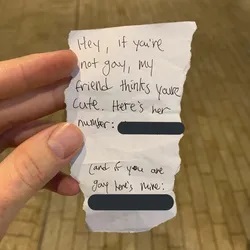 Hey, if you're
not gay, my
friend thinks you're
cute. Here's her
number:
(and if you are
gay here's mine: